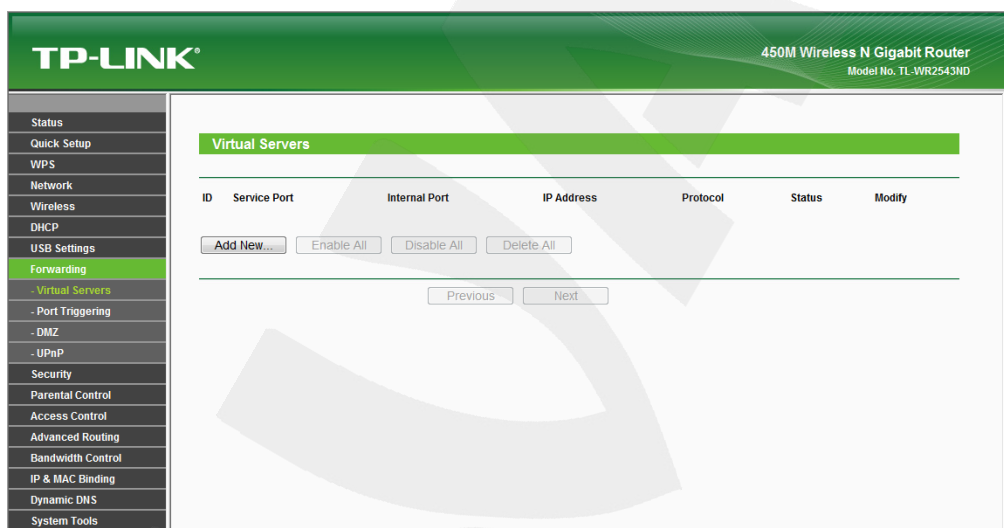 TP-LINK®
450M Wireless N Gigabit Router
Model No. TL-WR2543ND
Status
Quick Setup
WPS
Network
Wireless
DHCP
USB Settings
Forwarding
- Virtual Servers
- Port Triggering
- DMZ
- UPnP
Security
Parental Control
Access Control
Advanced Routing
Bandwidth Control
IP & MAC Binding
Dynamic DNS
System Tools
Virtual Servers
ID Service Port Internal Port IP Address Protocol Status Modify
Add New... Enable All Disable All Delete All
Previous Next